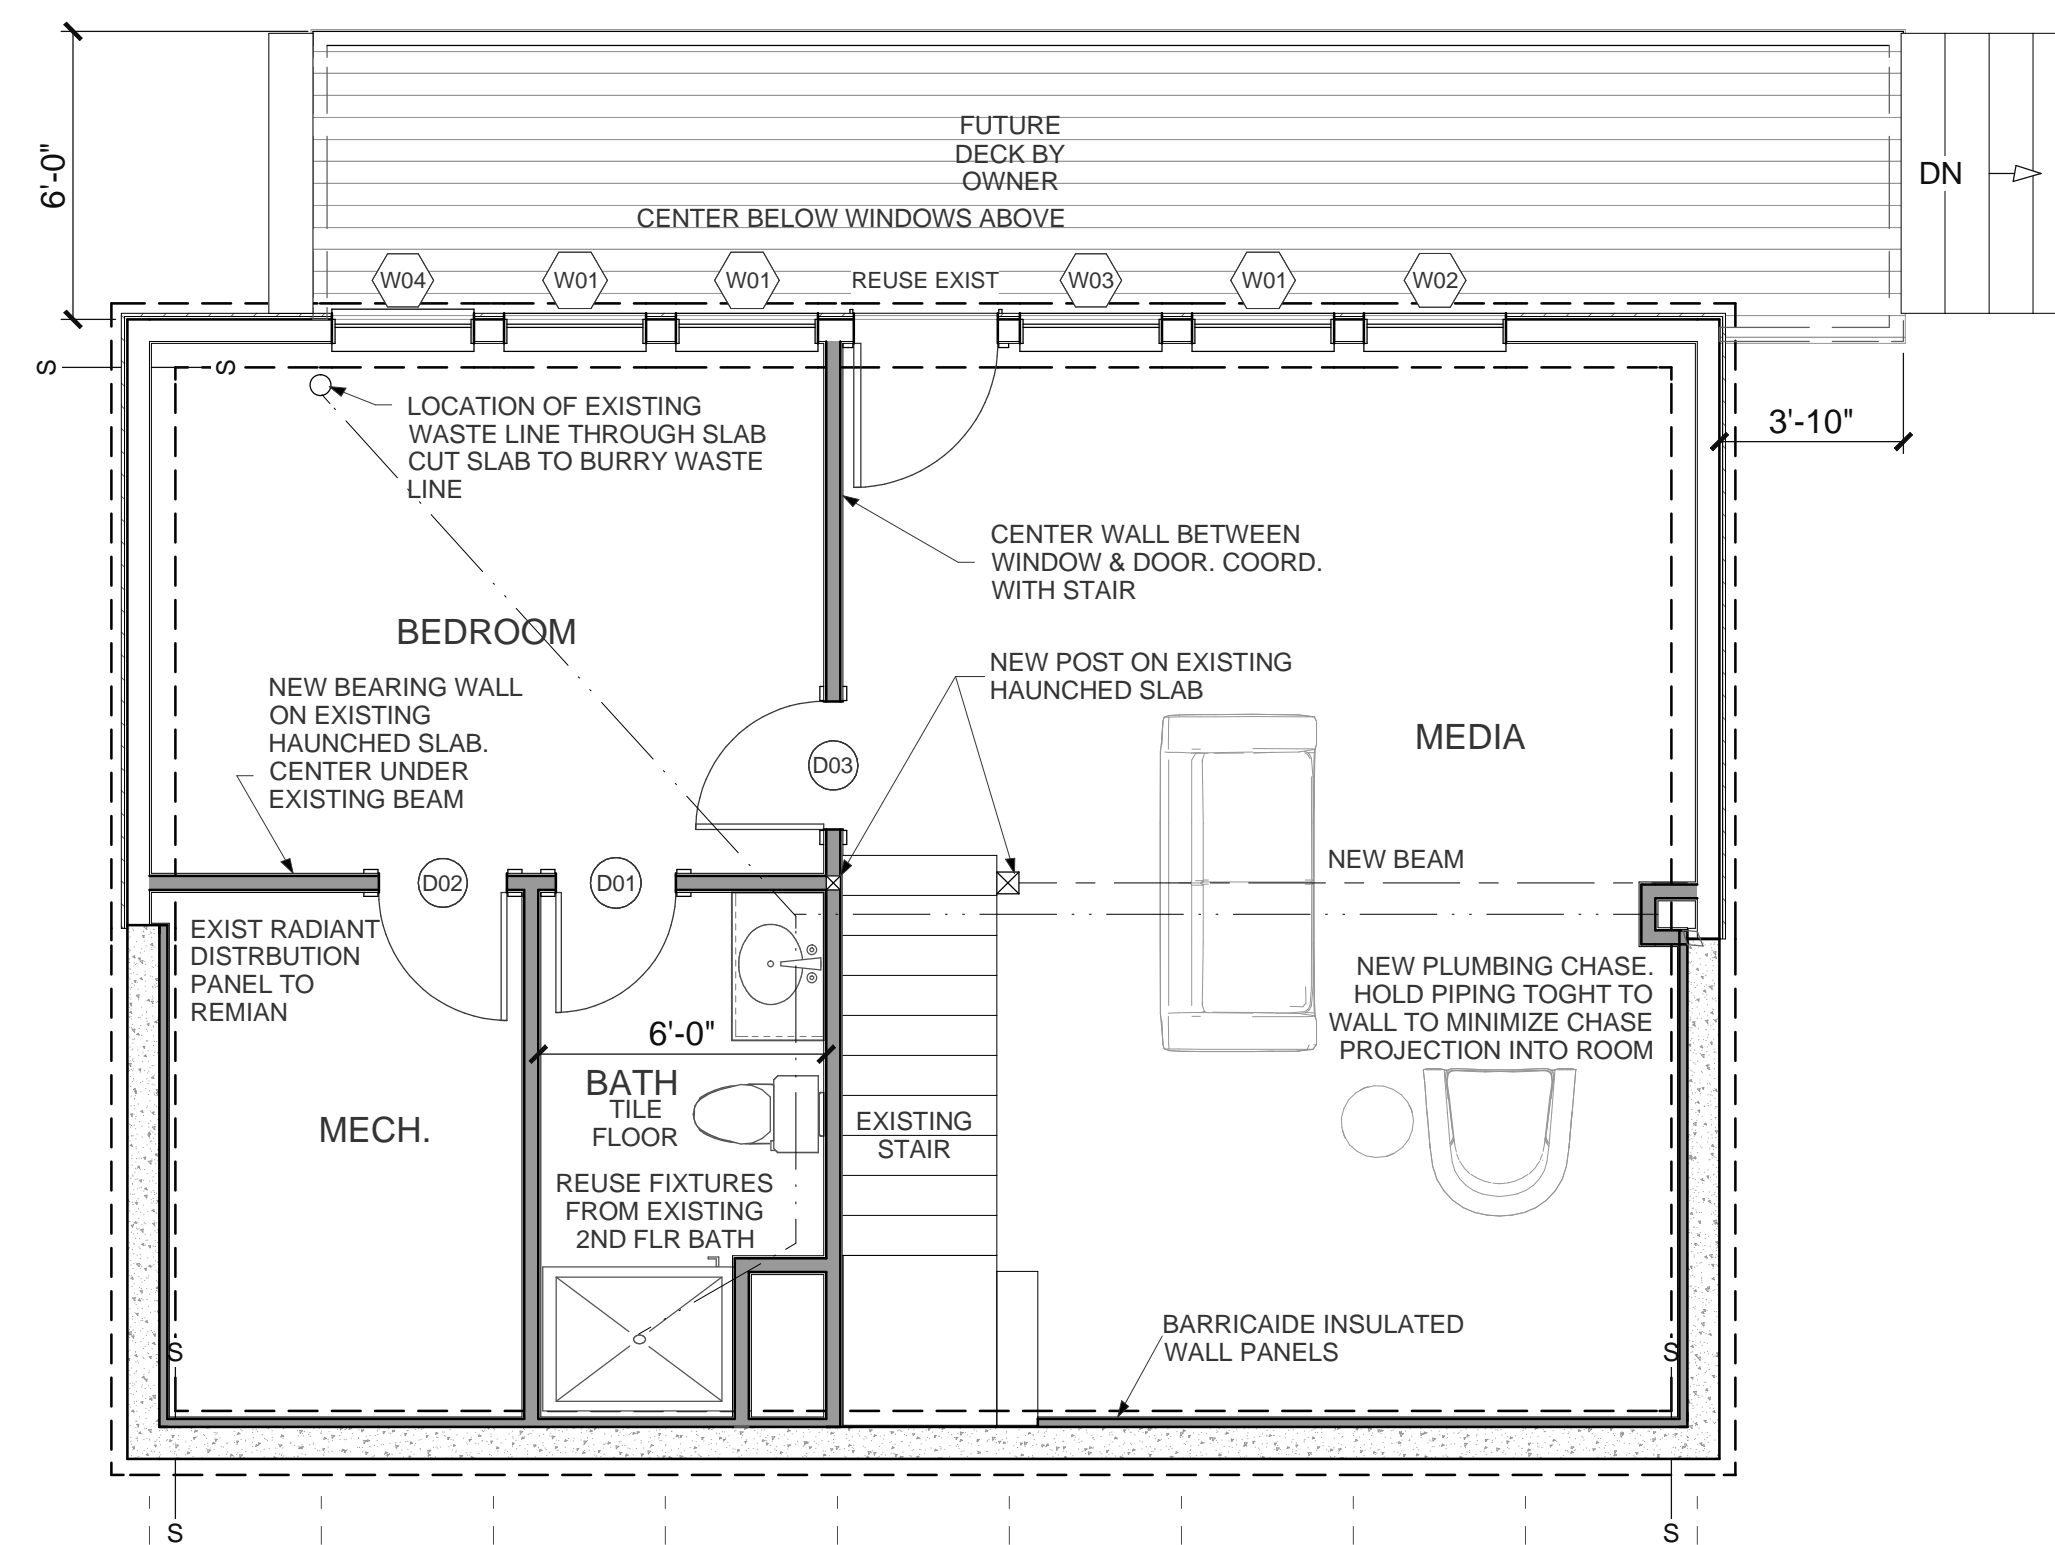 6'-0"
FUTURE
DECK BY
OWNER
CENTER BELOW WINDOWS ABOVE
DN
W04
W01
W01
REUSE EXIST
W03
W01
W02
S
S
LOCATION OF EXISTING
WASTE LINE THROUGH SLAB
CUT SLAB TO BURRY WASTE
LINE
3'-10"
CENTER WALL BETWEEN
WINDOW & DOOR. COORD.
WITH STAIR
BEDROOM
NEW POST ON EXISTING
HAUNCHED SLAB
NEW BEARING WALL
ON EXISTING
HAUNCHED SLAB.
CENTER UNDER
EXISTING BEAM
MEDIA
D03
NEW BEAM
D02
D01
EXIST RADIANT
DISTRBUTION
PANEL TO
REMIAN
NEW PLUMBING CHASE.
HOLD PIPING TOGHT TO
WALL TO MINIMIZE CHASE
PROJECTION INTO ROOM
6'-0"
BATH
TILE
FLOOR
MECH.
EXISTING
STAIR
REUSE FIXTURES
FROM EXISTING
2ND FLR BATH
BARRICAIDE INSULATED
WALL PANELS
S
S
S
S